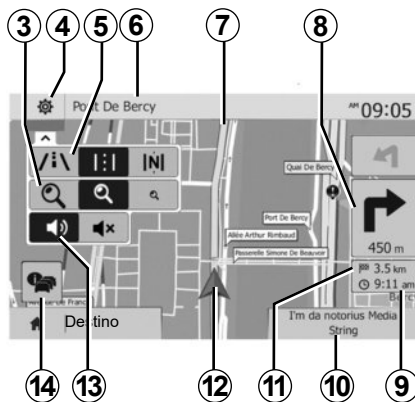 3 4 5 6 7 8
Pont De Bercy
AM 09:05
N
Quai De Bercy
Port De Bercy
Allée Arthur Rimbaud
450 m
Passerelle Simone De Beauvoir
3.5 km
9:11 am
Destino
I'm da notorius Media
String
14 13 12 11 10 9